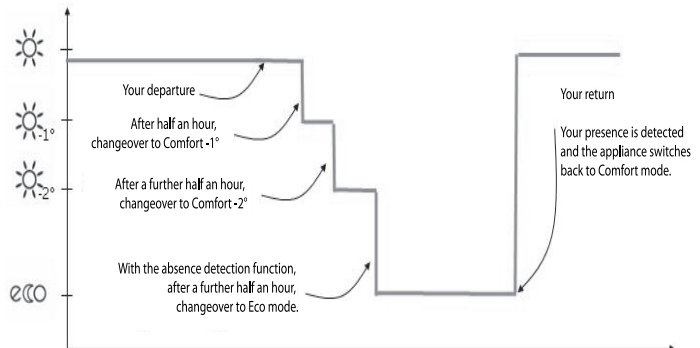 Your departure
After half an hour,
changeover to Comfort -1°
After a further half an hour,
changeover to Comfort -2°
With the absence detection function,
after a further half an hour,
changeover to Eco mode.
Your return
Your presence is detected
and the appliance switches
back to Comfort mode.
-1°
-2°
eco